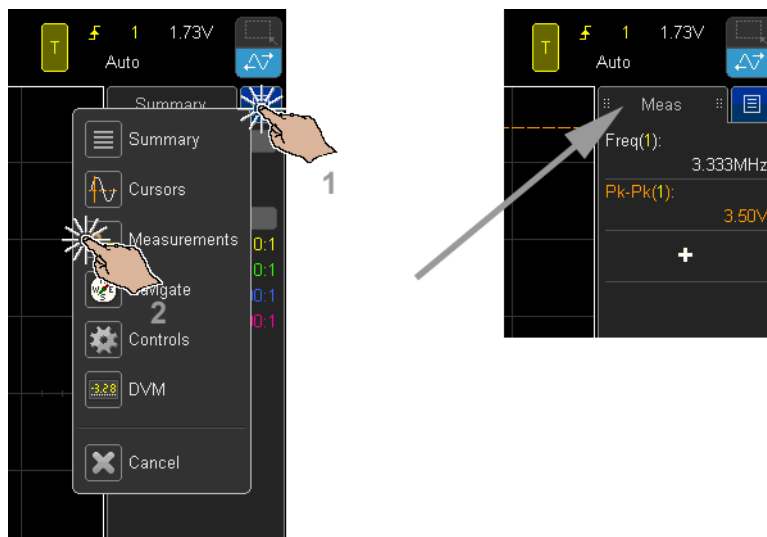 T 1 1.73V
Auto
Summary
Summary
Cursors
Measurements 0:1
0:1
Navigate 0:1
2 0:1
Controls
-3.28 DVM
Cancel
1
T 1 1.73V
Auto
Meas
Freq(1):
3.333MHz
Pk-Pk(1):
3.50V
+